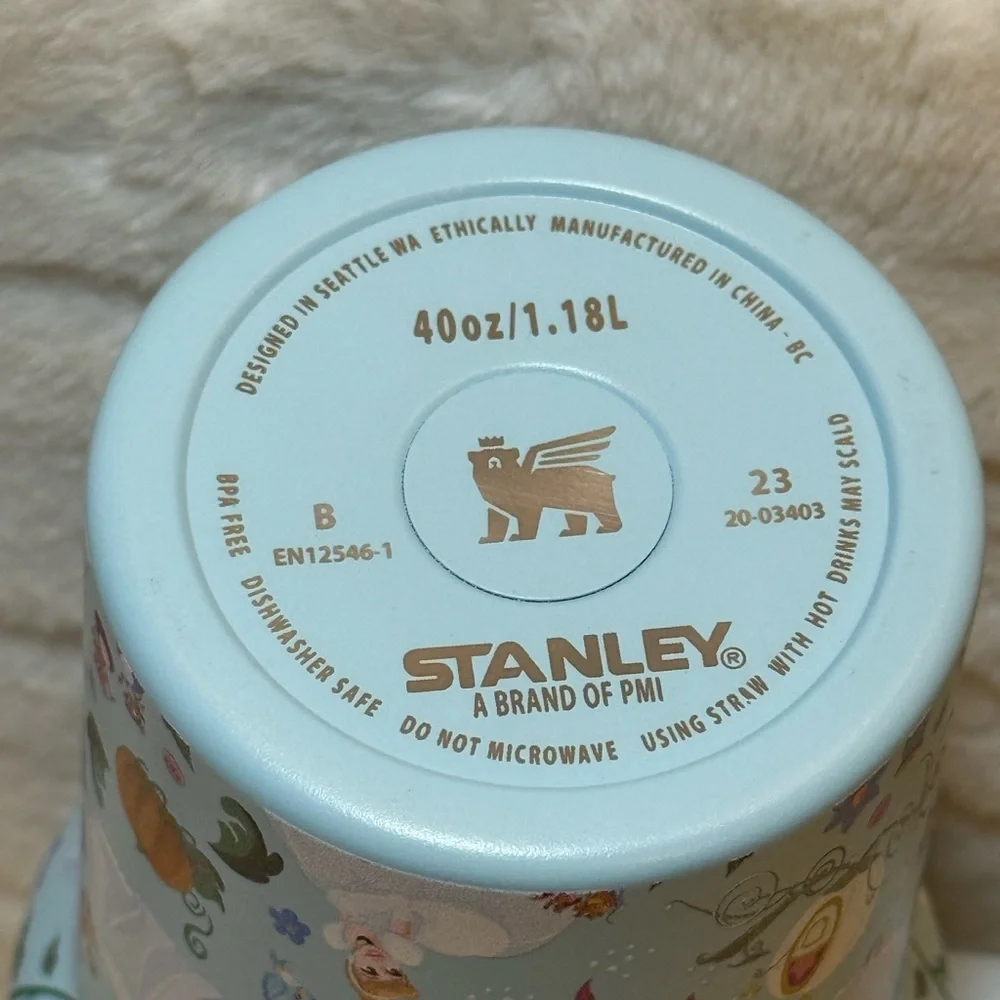 DESIGNED IN SEATTLE WA ETHICALLY MANUFACTURED IN CHINA - BC
40oz/1.18L
B
EN12546-1
23
20-03403
STANLEY®
A BRAND OF PMI
BPA FREE DISHWASHER SAFE DO NOT MICROWAVE USING STRAW WITH HOT DRINKS MAY SCALD